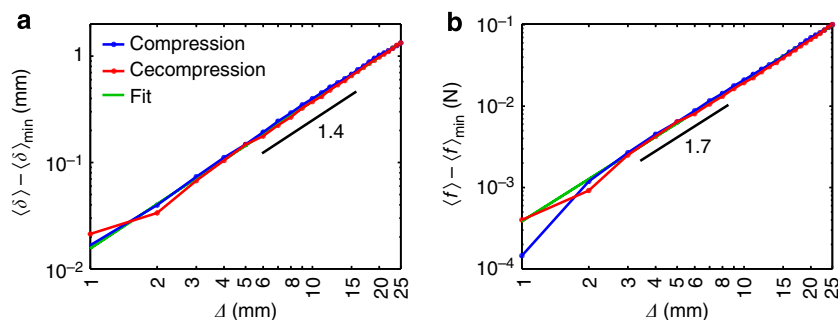 a
⟨δ⟩ – ⟨δ⟩min (mm)
1
10⁻¹
10⁻²
Compression
Cecompression
Fit
1.4
1 2 3 4 5 6 8 10 15 20 25
Δ (mm)
b
⟨f⟩ – ⟨f⟩min (N)
10⁻¹
10⁻²
10⁻³
10⁻⁴
1.7
1 2 3 4 5 6 8 10 15 20 25
Δ (mm)